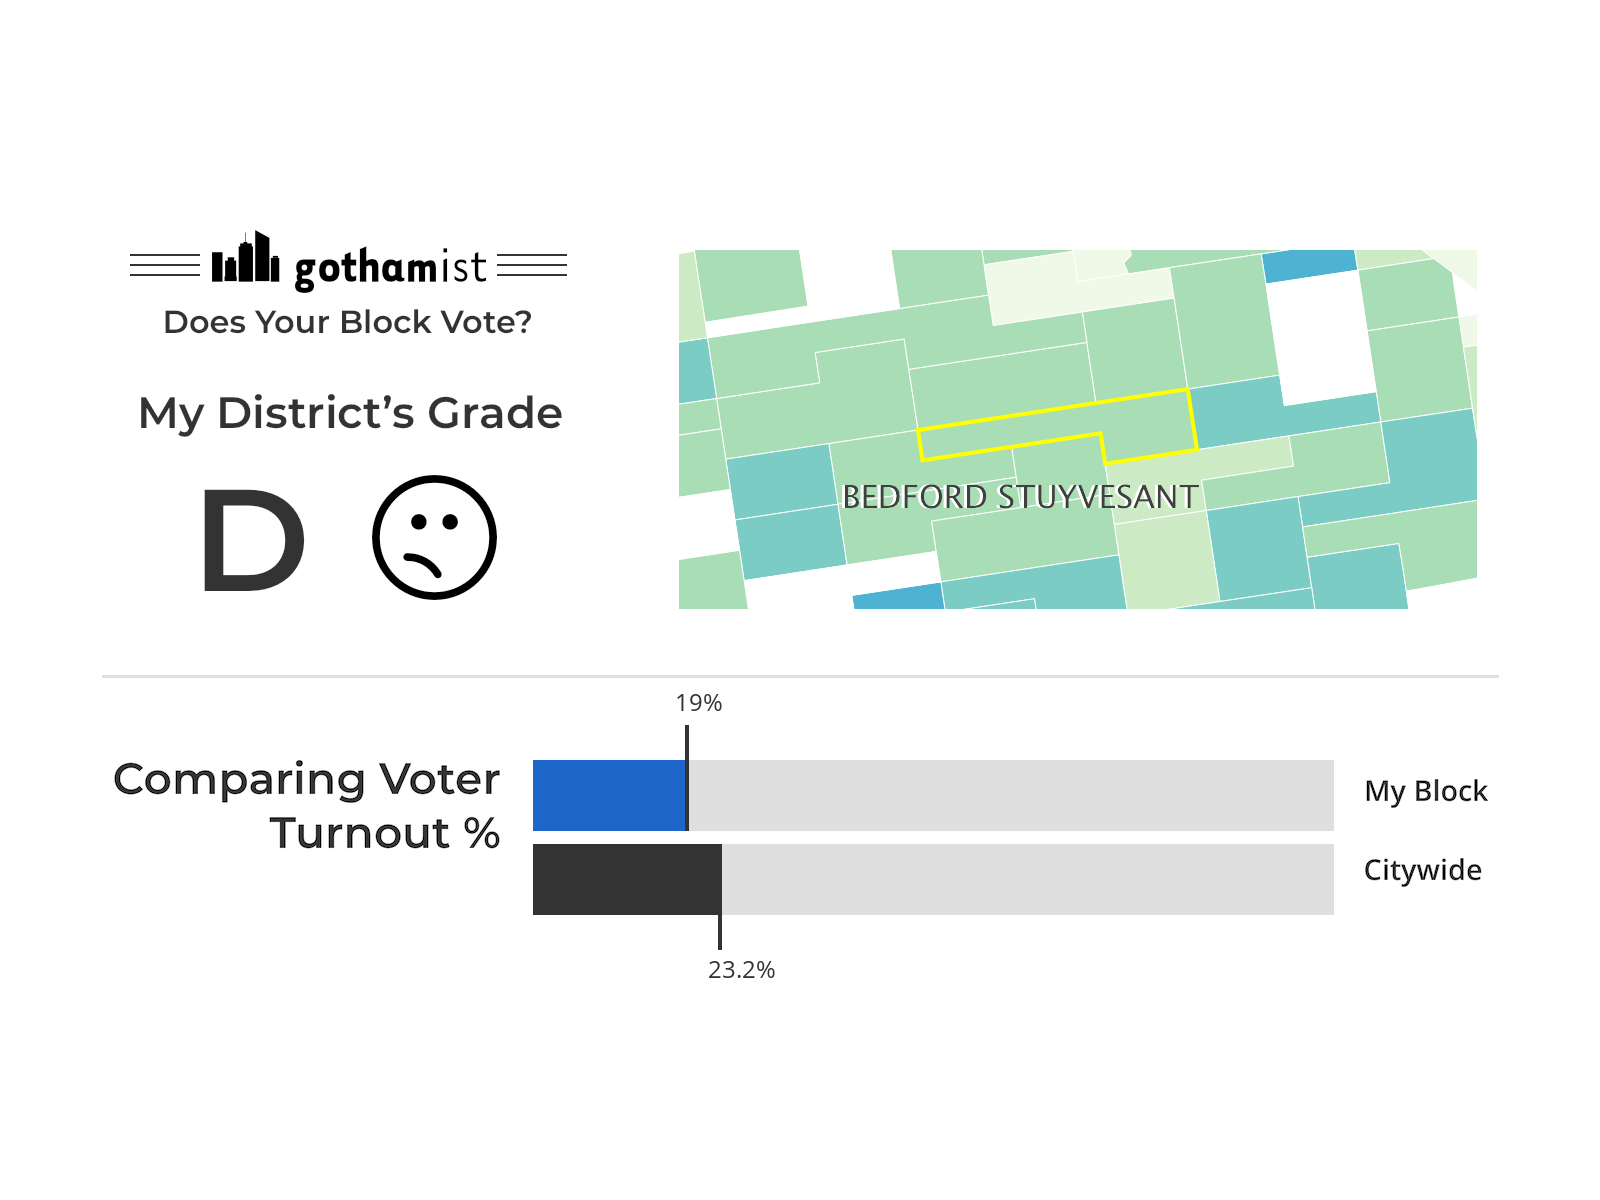 gothamist
Does Your Block Vote?
My District's Grade
D
BEDFORD STUYVESANT
19%
Comparing Voter
Turnout %
My Block
Citywide
23.2%